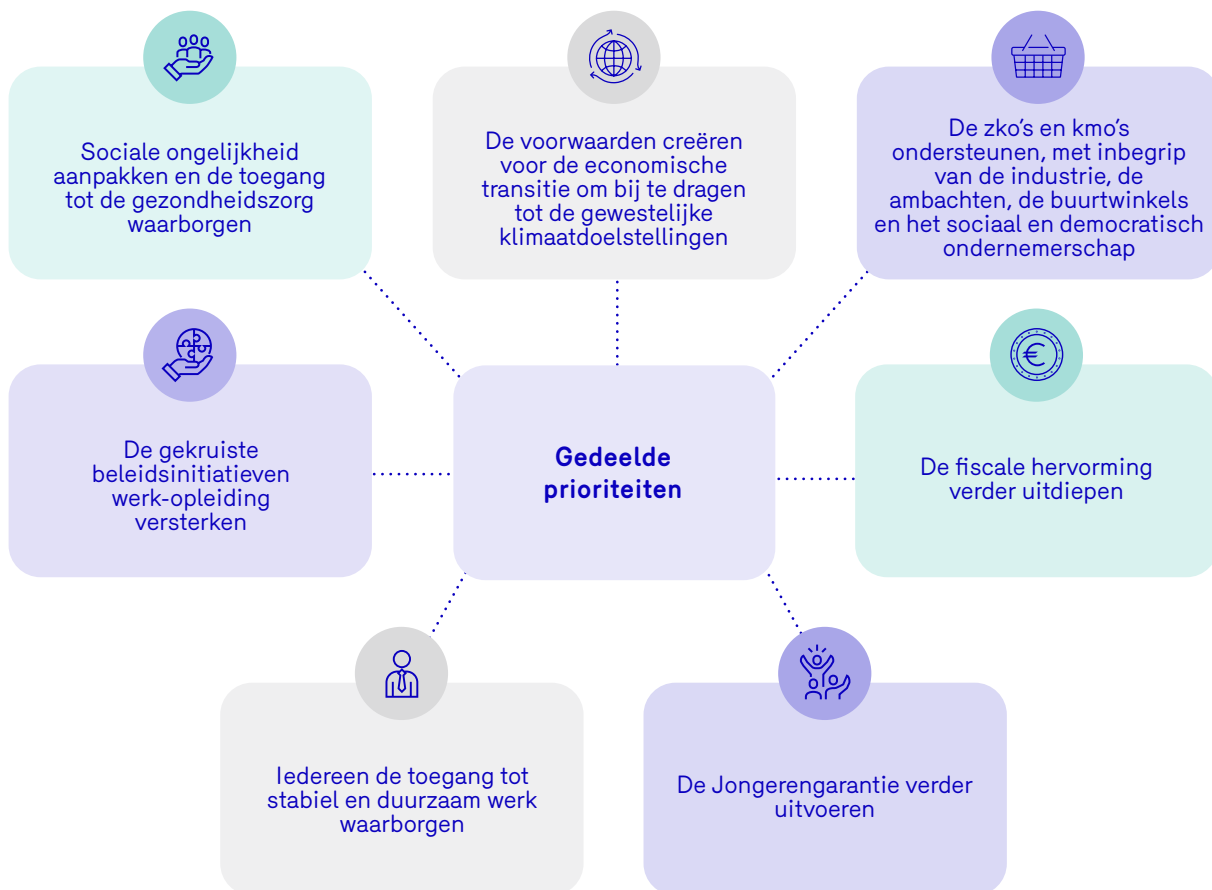 Sociale ongelijkheid
aanpakken en de toegang
tot de gezondheidszorg
waarborgen
De voorwaarden creëren
voor de economische
transitie om bij te dragen
tot de gewestelijke
klimaatdoelstellingen
De zko's en kmo's
ondersteunen, met inbegrip
van de industrie, de
ambachten, de buurtwinkels
en het sociaal en democratisch
ondernemerschap
De gekruiste
beleidsinitiatieven
werk-opleiding
versterken
Gedeelde
prioriteiten
€
De fiscale hervorming
verder uitdiepen
Iedereen de toegang tot
stabiel en duurzaam werk
waarborgen
De Jongerengarantie verder
uitvoeren